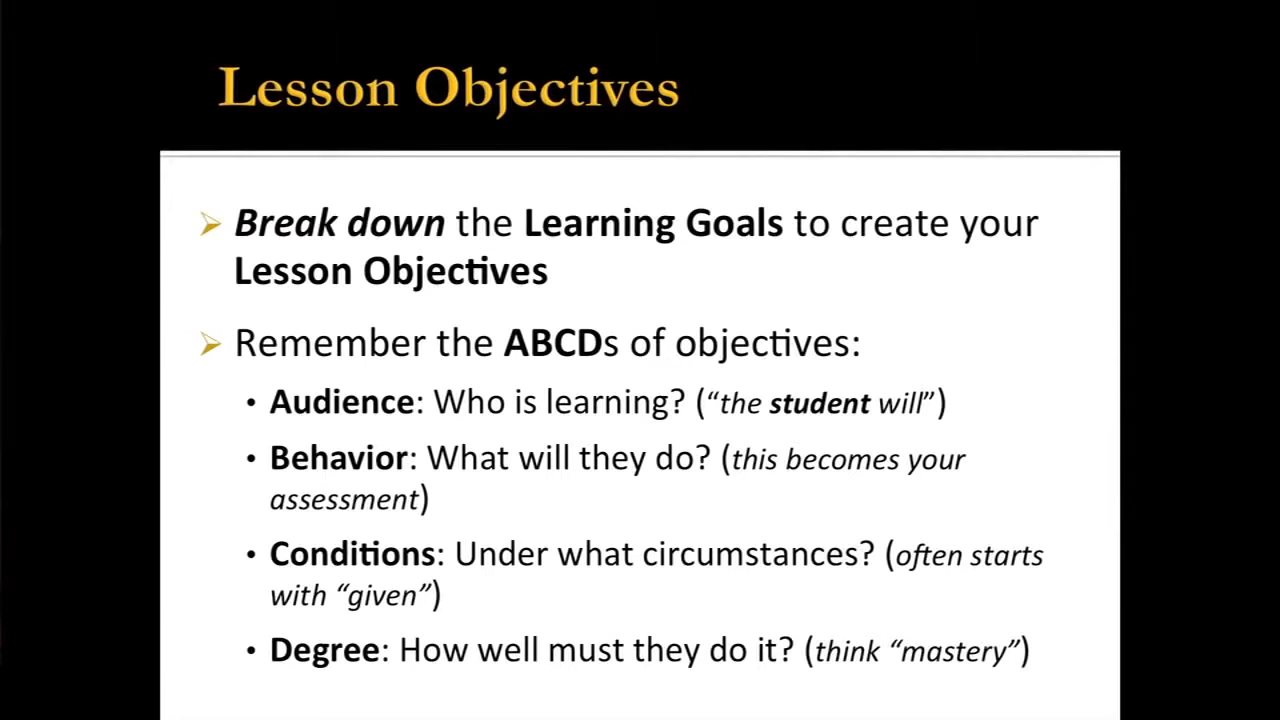 Lesson Objectives
➢ Break down the Learning Goals to create your
Lesson Objectives
➢ Remember the ABCDs of objectives:
• Audience: Who is learning? (“the student will”)
• Behavior: What will they do? (this becomes your
assessment)
• Conditions: Under what circumstances? (often starts
with “given”)
• Degree: How well must they do it? (think “mastery”)